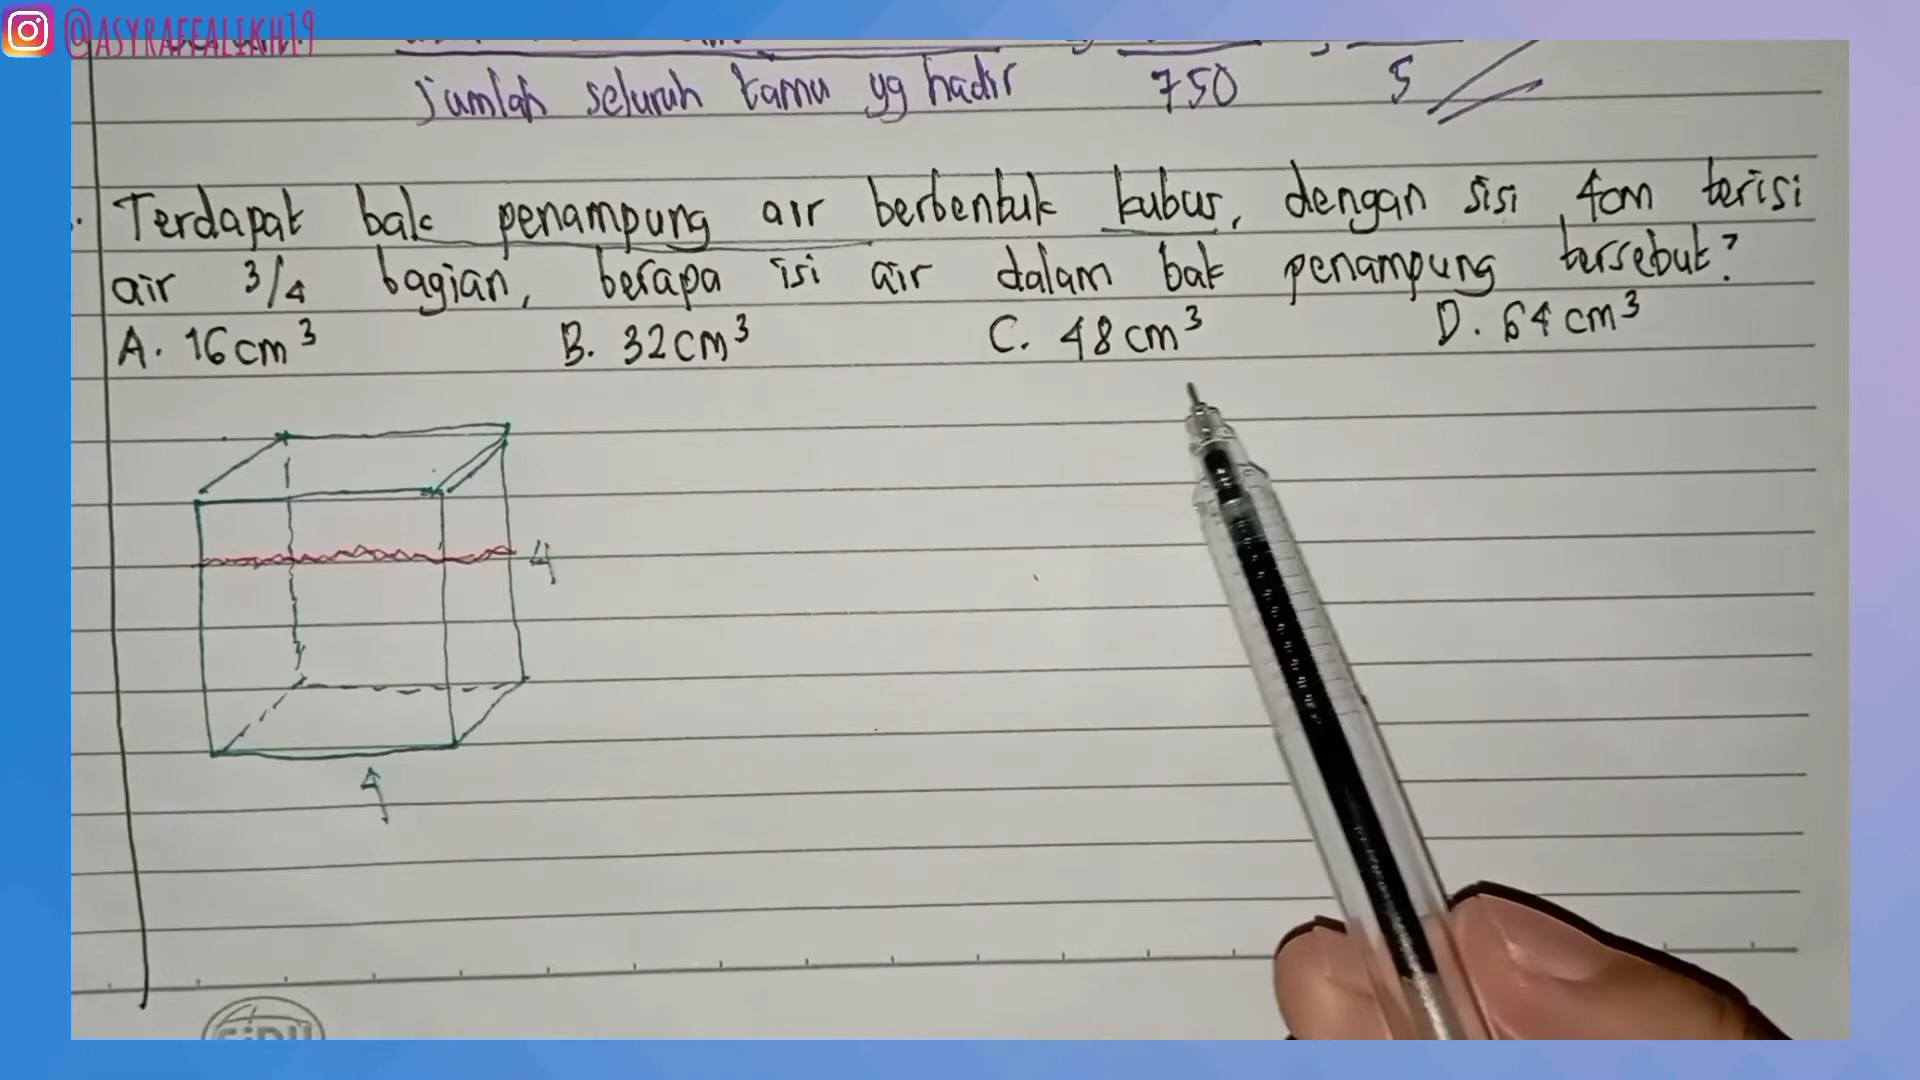 @ASYRAFFALIKH19
jumlah seluruh tamu yg hadir 750 5
Terdapat bak penampung air berbentuk kubus, dengan sisi 4cm terisi
air 3/4 bagian, berapa isi air dalam bak penampung tersebut?
A. 16 cm³ B. 32 cm³ C. 48 cm³ D. 64 cm³
4
4